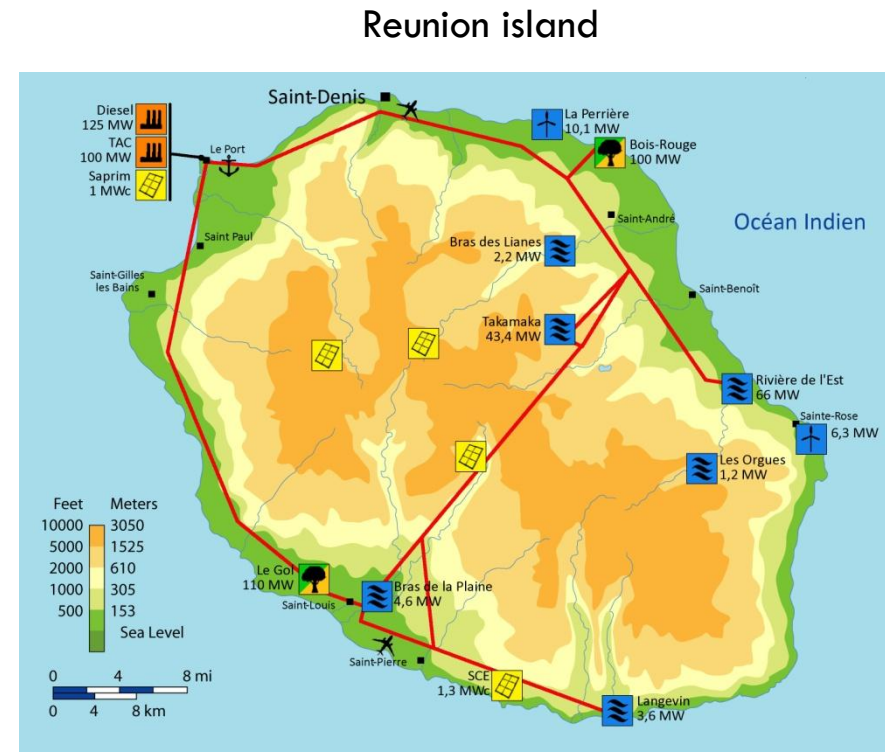 Reunion island
Saint-Denis
Diesel
125 MW
TAC
100 MW
Saprim
1 MWc
Le Port
La Perrière
10,1 MW
Bois-Rouge
100 MW
Saint-André
Océan Indien
Saint Paul
Bras des Lianes
2,2 MW
Saint-Gilles
les Bains
Saint-Benoît
Takamaka
43,4 MW
Rivière de l'Est
66 MW
Sainte-Rose
6,3 MW
Les Orgues
1,2 MW
Feet Meters
10000 3050
5000 1525
2000 610
1000 305
500 153
Sea Level
Le Gol
110 MW
Bras de la Plaine
4,6 MW
Saint-Louis
Saint-Pierre
SCE
1,3 MWc
Langevin
3,6 MW
0 4 8 mi
0 4 8 km